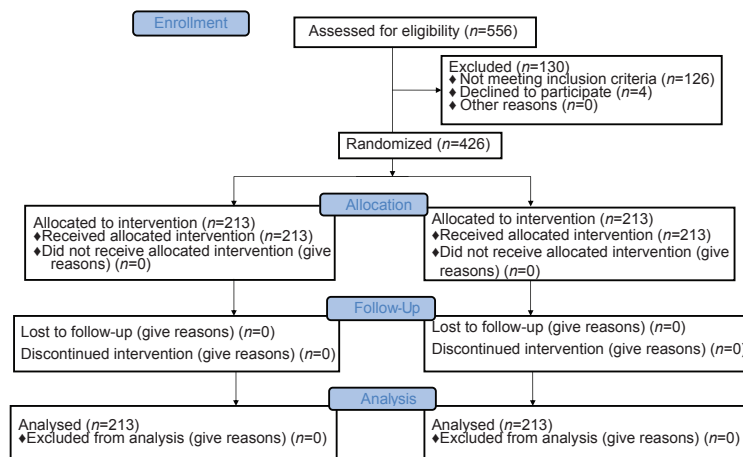 Enrollment
Assessed for eligibility (n=556)
Excluded (n=130)
♦ Not meeting inclusion criteria (n=126)
♦ Declined to participate (n=4)
♦ Other reasons (n=0)
Randomized (n=426)
Allocation
Allocated to intervention (n=213)
♦Received allocated intervention (n=213)
♦Did not receive allocated intervention (give
reasons) (n=0)
Allocated to intervention (n=213)
♦Received allocated intervention (n=213)
♦Did not receive allocated intervention (give
reasons) (n=0)
Follow-Up
Lost to follow-up (give reasons) (n=0)
Discontinued intervention (give reasons) (n=0)
Lost to follow-up (give reasons) (n=0)
Discontinued intervention (give reasons) (n=0)
Analysis
Analysed (n=213)
♦Excluded from analysis (give reasons) (n=0)
Analysed (n=213)
♦Excluded from analysis (give reasons) (n=0)